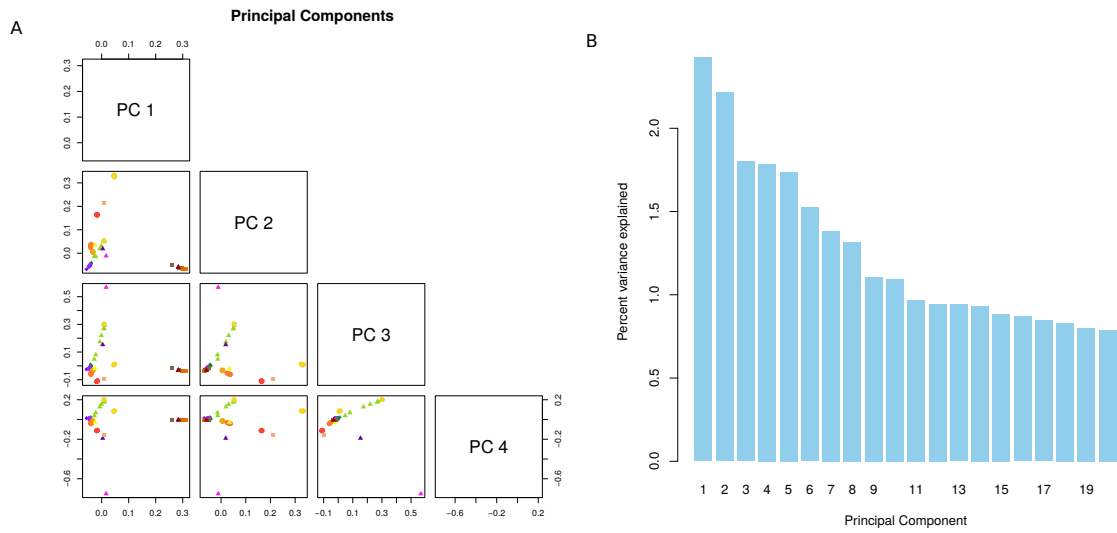 Principal Components
A
B
0.0 0.1 0.2 0.3
0.0 0.1 0.2 0.3
PC 1
0.0 0.1 0.2 0.3
PC 2
−0.1 0.1 0.3 0.5
PC 3
−0.6 −0.2 0.2
PC 4
−0.6 −0.2 0.2
0.0 0.1 0.2 0.3
0.0 0.1 0.2 0.3
−0.1 0.1 0.3 0.5
−0.6 −0.2 0.2
Percent variance explained
0.0 0.5 1.0 1.5 2.0
1 2 3 4 5 6 7 8 9 11 13 15 17 19
Principal Component